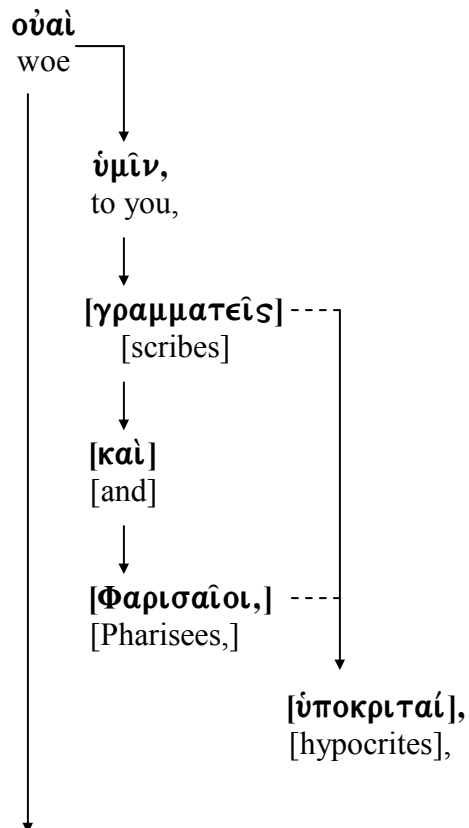 οὐαὶ
woe
ὑμῖν,
to you,
[γραμματεῖς]
[scribes]
[καὶ]
[and]
[Φαρισαῖοι,]
[Pharisees,]
[ὑποκριταί],
[hypocrites],